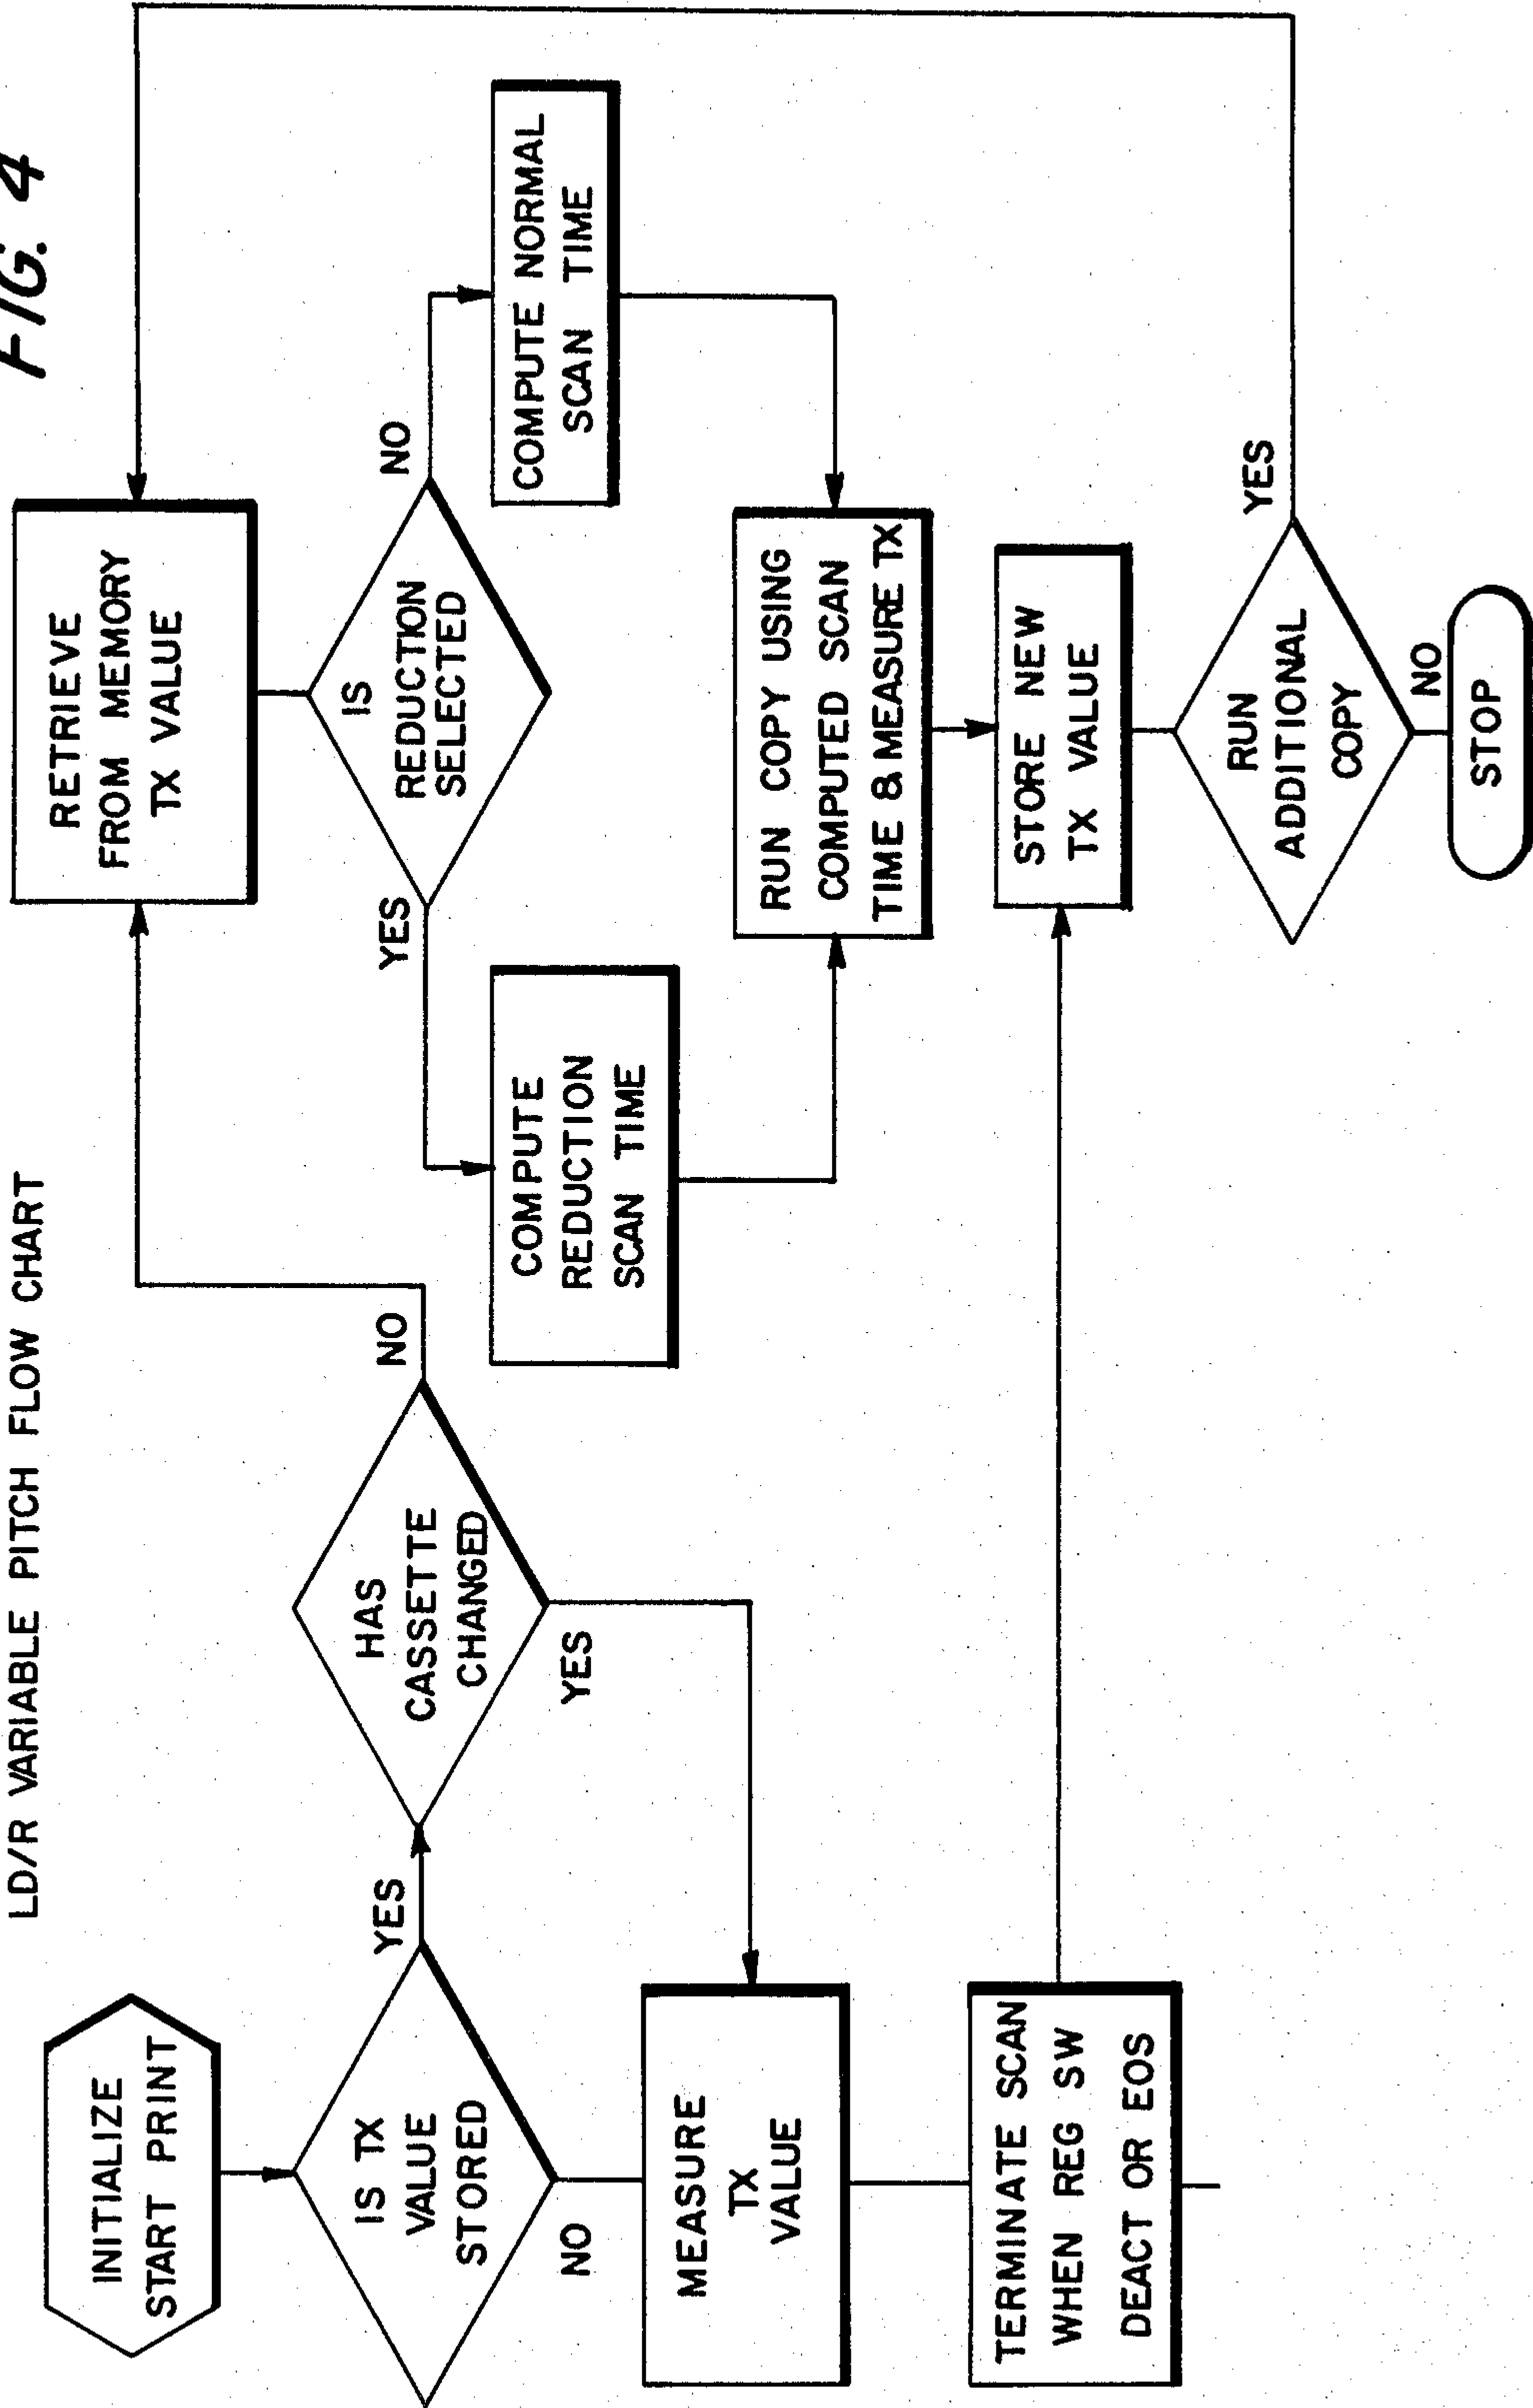 FIG. 4
LD/R VARIABLE PITCH FLOW CHART
INITIALIZE
START PRINT
IS TX
VALUE
STORED
YES
NO
HAS
CASSETTE
CHANGED
NO
YES
MEASURE
TX
VALUE
TERMINATE SCAN
WHEN REG SW
DEACT OR EOS
RETRIEVE
FROM MEMORY
TX VALUE
IS
REDUCTION
SELECTED
YES
NO
COMPUTE
REDUCTION
SCAN TIME
COMPUTE NORMAL
SCAN TIME
RUN COPY USING
COMPUTED SCAN
TIME & MEASURE TX
STORE NEW
TX VALUE
RUN
ADDITIONAL
COPY
YES
NO
STOP